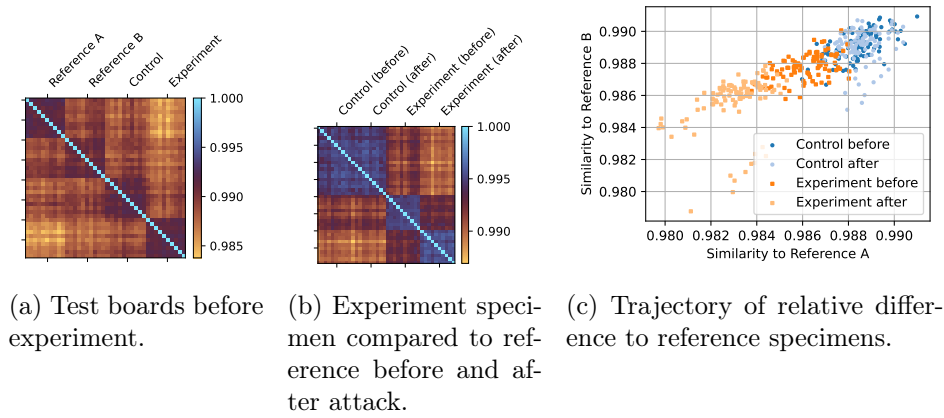 Reference A
Reference B
Control
Experiment
1.000
0.995
0.990
0.985
(a) Test boards before
experiment.
Control (before)
Control (after)
Experiment (before)
Experiment (after)
1.000
0.995
0.990
(b) Experiment speci-
men compared to ref-
erence before and af-
ter attack.
Similarity to Reference B
0.990
0.988
0.986
0.984
0.982
0.980
Control before
Control after
Experiment before
Experiment after
0.980 0.982 0.984 0.986 0.988 0.990
Similarity to Reference A
(c) Trajectory of relative differ-
ence to reference specimens.